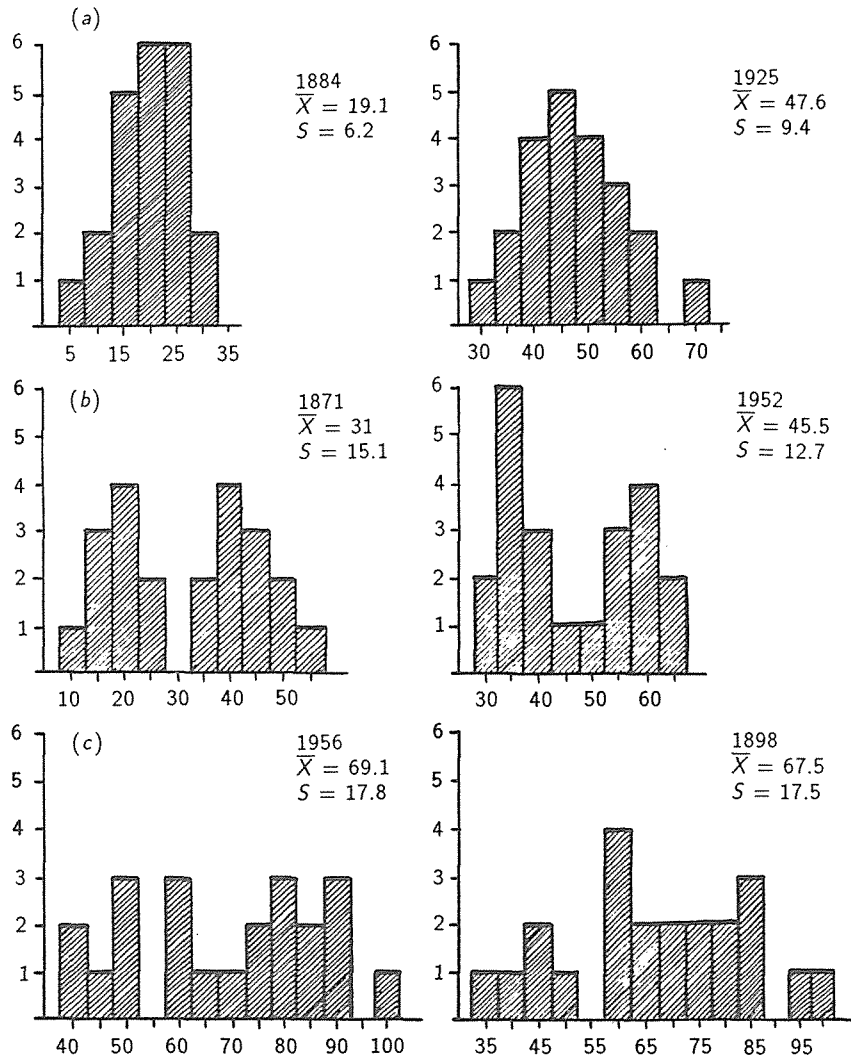 (a)
6
5
4
3
2
1
5 15 25 35
1884
X̅ = 19.1
S = 6.2
6
5
4
3
2
1
30 40 50 60 70
1925
X̅ = 47.6
S = 9.4
(b)
6
5
4
3
2
1
10 20 30 40 50
1871
X̅ = 31
S = 15.1
6
5
4
3
2
1
30 40 50 60
1952
X̅ = 45.5
S = 12.7
(c)
6
5
4
3
2
1
40 50 60 70 80 90 100
1956
X̅ = 69.1
S = 17.8
6
5
4
3
2
1
35 45 55 65 75 85 95
1898
X̅ = 67.5
S = 17.5